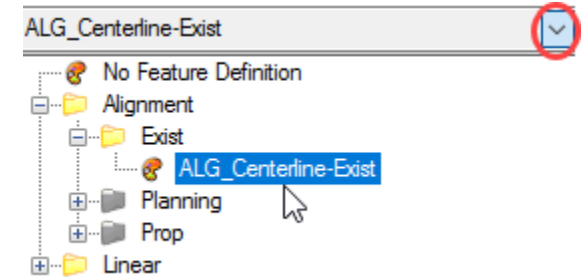 ALG_Centerline-Exist
No Feature Definition
Alignment
Exist
ALG_Centerline-Exist
Planning
Prop
Linear